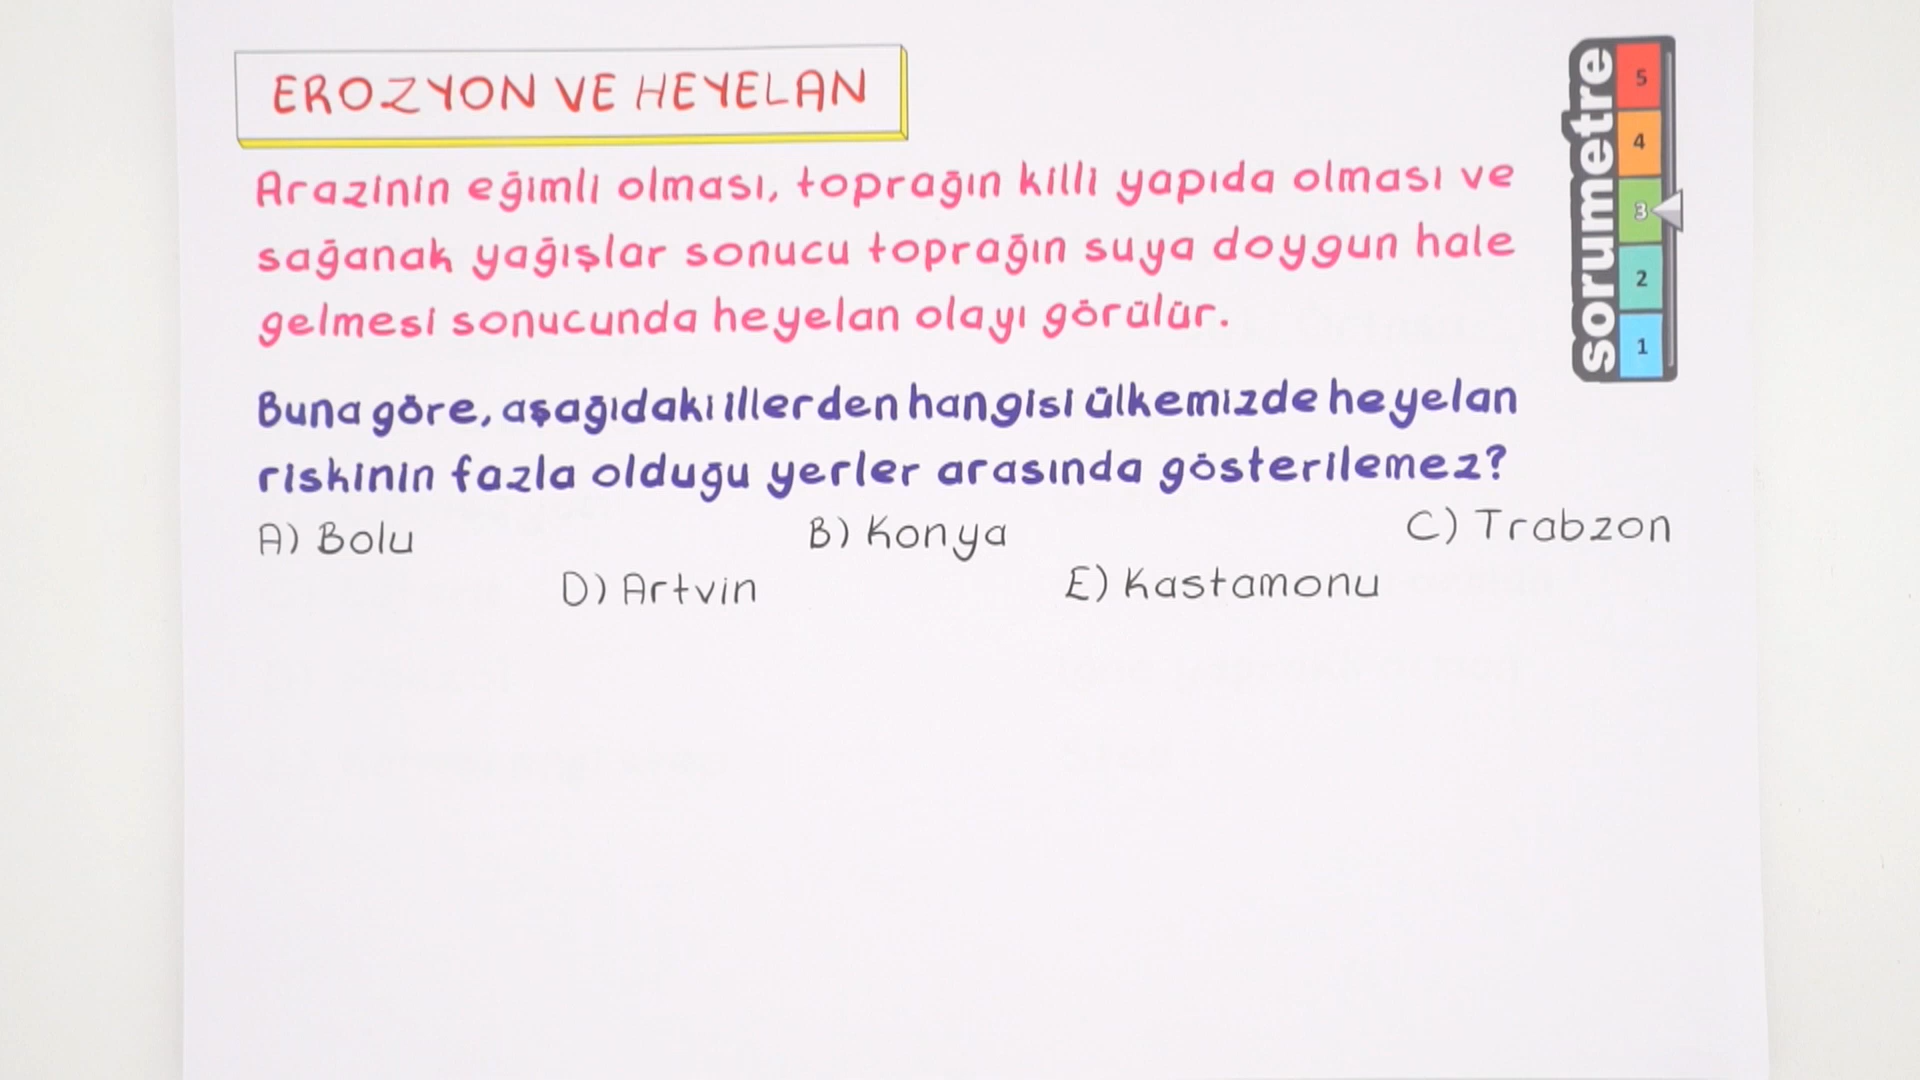 EROZYON VE HEYELAN
Arazinin eğimli olması, toprağın killi yapıda olması ve
sağanak yağışlar sonucu toprağın suya doygun hale
gelmesi sonucunda heyelan olayı görülür.
Buna göre, aşağıdaki illerden hangisi ülkemizde heyelan
riskinin fazla olduğu yerler arasında gösterilemez?
A) Bolu B) Konya C) Trabzon
D) Artvin E) Kastamonu
sorumetre
5
4
3
2
1